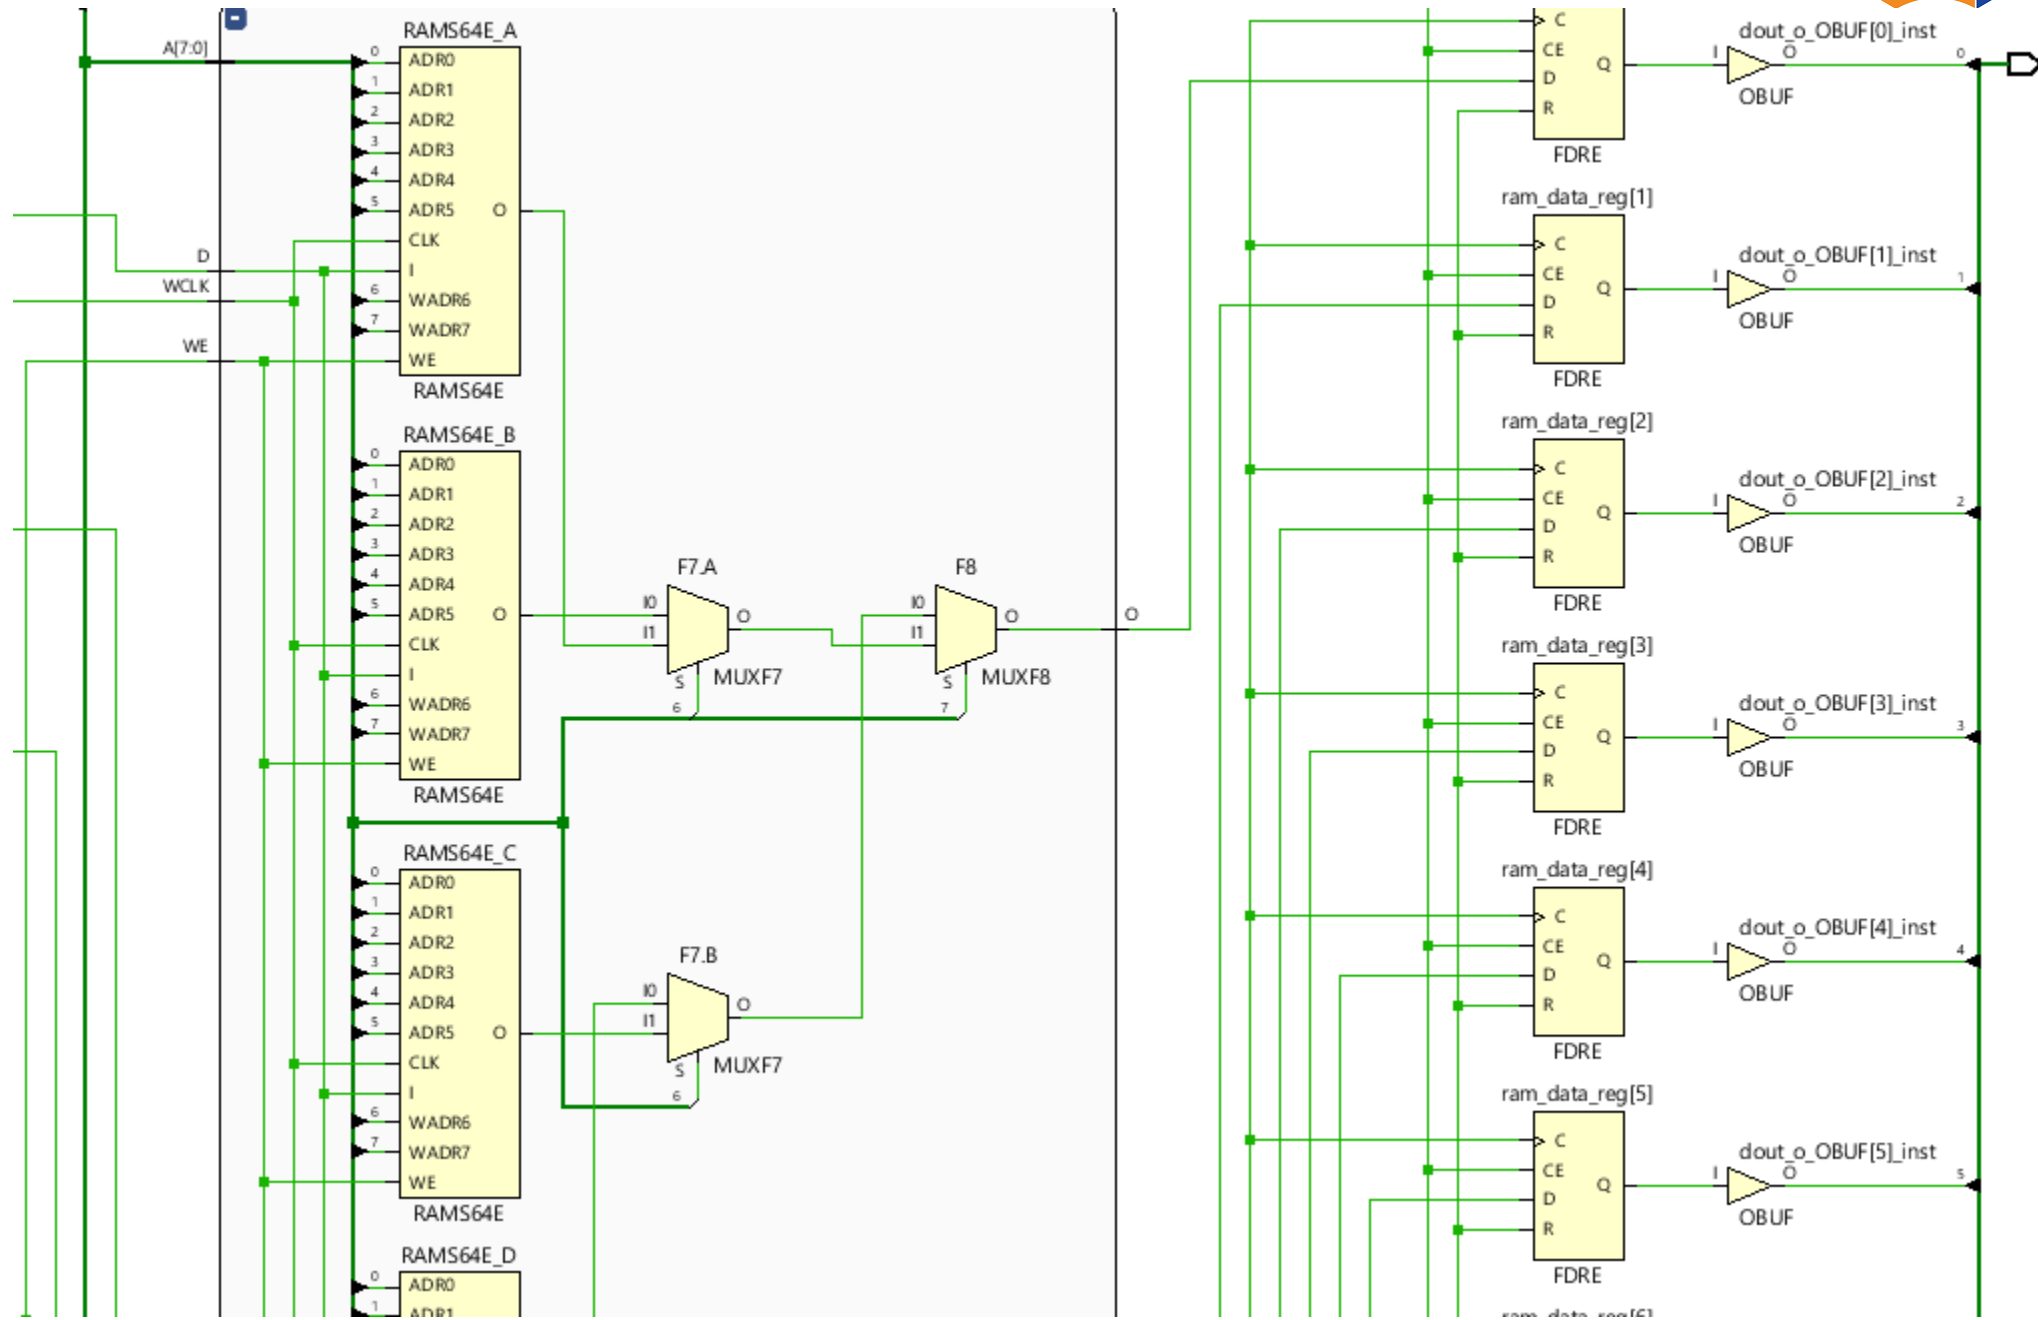 A[7:0]
D
WCLK
WE
RAMS64E_A
0 ADR0
1 ADR1
2 ADR2
3 ADR3
4 ADR4
5 ADR5 O
CLK
I
6 WADR6
7 WADR7
WE
RAMS64E
RAMS64E_B
0 ADR0
1 ADR1
2 ADR2
3 ADR3
4 ADR4
5 ADR5 O
CLK
I
6 WADR6
7 WADR7
WE
RAMS64E
RAMS64E_C
0 ADR0
1 ADR1
2 ADR2
3 ADR3
4 ADR4
5 ADR5 O
CLK
I
6 WADR6
7 WADR7
WE
RAMS64E
RAMS64E_D
0 ADR0
1 ADR1
F7.A
I0 O
I1
S MUXF7
6
F8
I0 O
I1
S MUXF8
7
O
F7.B
I0 O
I1
S MUXF7
6
C
CE
D Q
R
FDRE
dout_o_OBUF[0]_inst
I O 0
OBUF
ram_data_reg[1]
C
CE
D Q
R
FDRE
dout_o_OBUF[1]_inst
I O 1
OBUF
ram_data_reg[2]
C
CE
D Q
R
FDRE
dout_o_OBUF[2]_inst
I O 2
OBUF
ram_data_reg[3]
C
CE
D Q
R
FDRE
dout_o_OBUF[3]_inst
I O 3
OBUF
ram_data_reg[4]
C
CE
D Q
R
FDRE
dout_o_OBUF[4]_inst
I O 4
OBUF
ram_data_reg[5]
C
CE
D Q
R
FDRE
dout_o_OBUF[5]_inst
I O 5
OBUF
ram_data_reg[6]